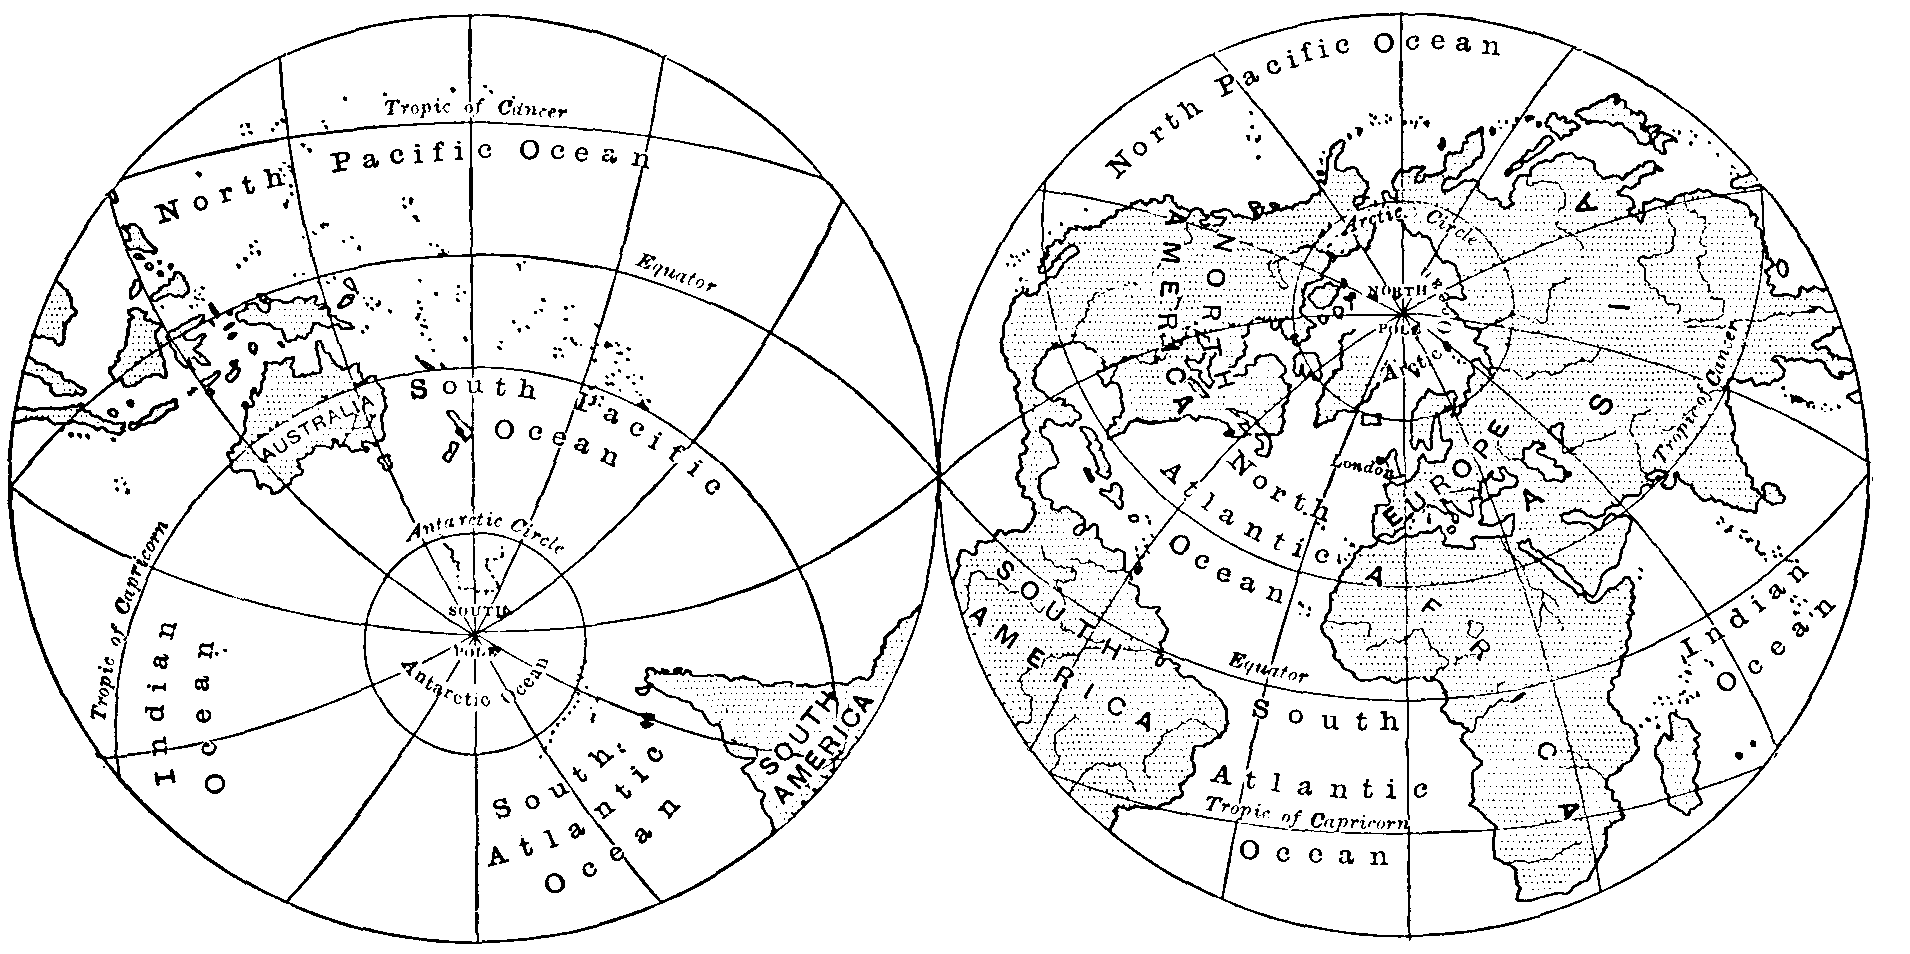 Tropic of Cancer
North Pacific Ocean
Equator
South Pacific
Ocean
AUSTRALIA
Antarctic Circle
SOUTH
POLE
Antarctic Ocean
Tropic of Capricorn
Indian
Ocean
South
Atlantic
Ocean
SOUTH
AMERICA
North Pacific Ocean
Arctic Circle
NORTH
POLE
Arctic Ocean
NORTH
AMERICA
ASIA
EUROPE
London
Tropic of Cancer
North
Atlantic
Ocean
AFRICA
SOUTH
AMERICA
Equator
Indian
Ocean
South
Atlantic
Tropic of Capricorn
Ocean